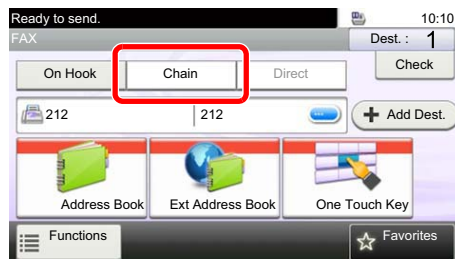 Ready to send. 10:10
FAX Dest. : 1
On Hook Chain Direct Check
212 212 Add Dest.
Address Book Ext Address Book One Touch Key
Functions Favorites